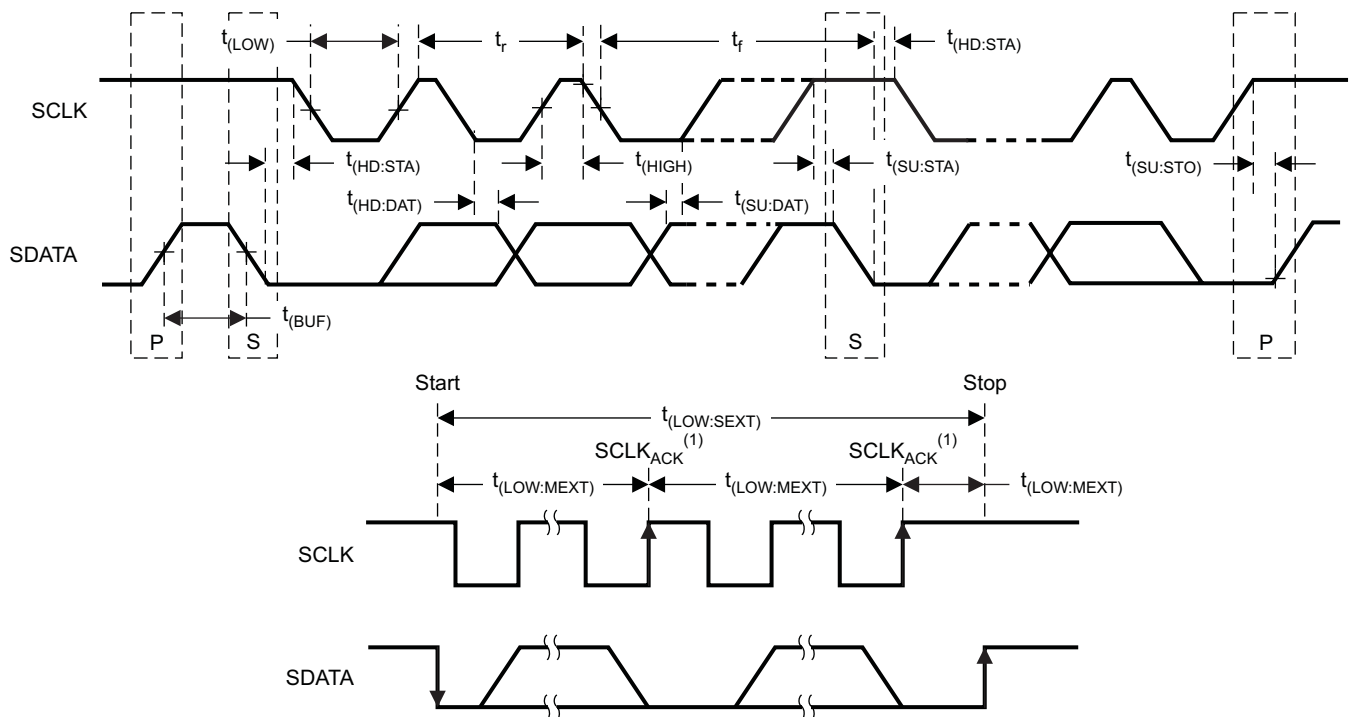 t(LOW)
tr
tf
t(HD:STA)
SCLK
t(HD:STA)
t(HIGH)
t(SU:STA)
t(SU:STO)
t(HD:DAT)
t(SU:DAT)
SDATA
t(BUF)
P
S
S
P
Start
Stop
t(LOW:SEXT)
SCLKACK(1)
SCLKACK(1)
t(LOW:MEXT)
t(LOW:MEXT)
t(LOW:MEXT)
SCLK
SDATA